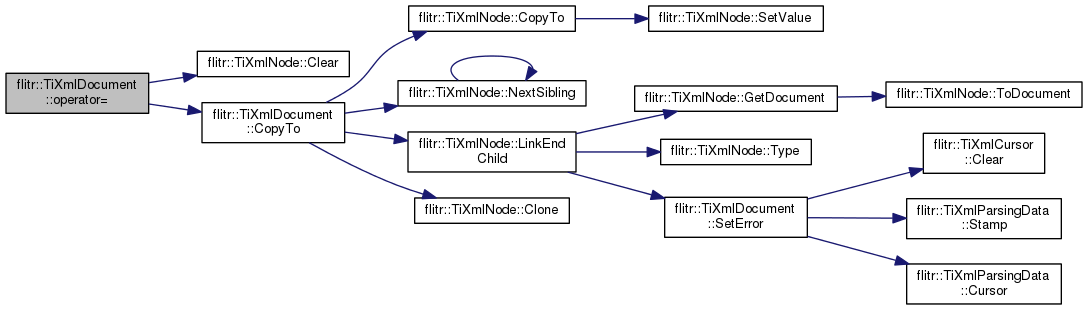 flitr::TiXmlDocument
::operator=
flitr::TiXmlNode::Clear
flitr::TiXmlDocument
::CopyTo
flitr::TiXmlNode::CopyTo
flitr::TiXmlNode::SetValue
flitr::TiXmlNode::NextSibling
flitr::TiXmlNode::LinkEnd
Child
flitr::TiXmlNode::Clone
flitr::TiXmlNode::GetDocument
flitr::TiXmlNode::ToDocument
flitr::TiXmlNode::Type
flitr::TiXmlDocument
::SetError
flitr::TiXmlCursor
::Clear
flitr::TiXmlParsingData
::Stamp
flitr::TiXmlParsingData
::Cursor